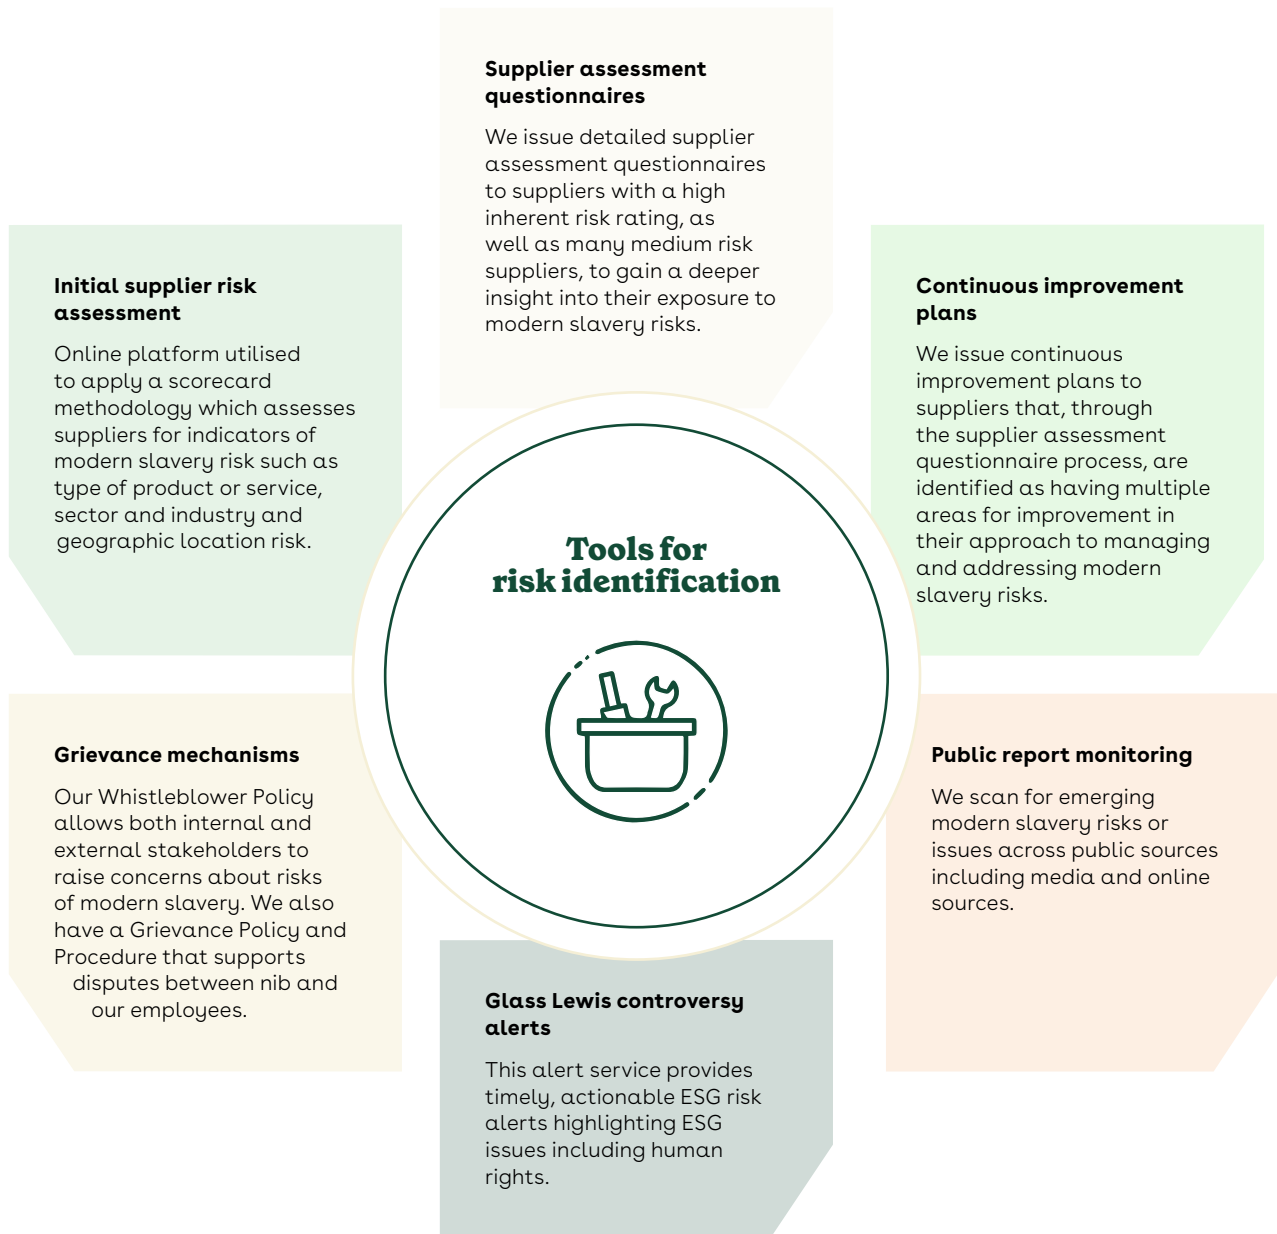 Supplier assessment
questionnaires
We issue detailed supplier
assessment questionnaires
to suppliers with a high
inherent risk rating, as
well as many medium risk
suppliers, to gain a deeper
insight into their exposure to
modern slavery risks.
Initial supplier risk
assessment
Online platform utilised
to apply a scorecard
methodology which assesses
suppliers for indicators of
modern slavery risk such as
type of product or service,
sector and industry and
geographic location risk.
Continuous improvement
plans
We issue continuous
improvement plans to
suppliers that, through
the supplier assessment
questionnaire process, are
identified as having multiple
areas for improvement in
their approach to managing
and addressing modern
slavery risks.
Tools for
risk identification
Grievance mechanisms
Our Whistleblower Policy
allows both internal and
external stakeholders to
raise concerns about risks
of modern slavery. We also
have a Grievance Policy and
Procedure that supports
disputes between nib and
our employees.
Public report monitoring
We scan for emerging
modern slavery risks or
issues across public sources
including media and online
sources.
Glass Lewis controversy
alerts
This alert service provides
timely, actionable ESG risk
alerts highlighting ESG
issues including human
rights.